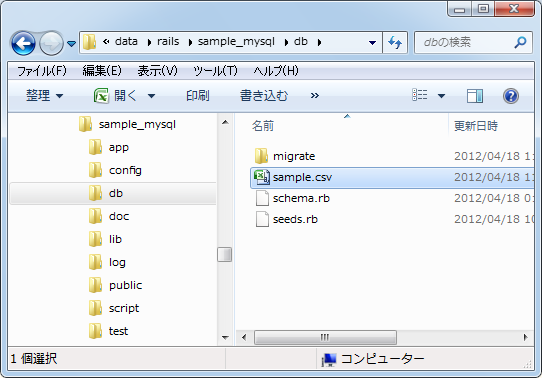 « data rails sample_mysql db dbの検索
ファイル(F) 編集(E) 表示(V) ツール(T) ヘルプ(H)
整理 開く 印刷 書き込む »
sample_mysql
app
config
db
doc
lib
log
public
script
test
名前 更新日時
migrate 2012/04/18 1
sample.csv 2012/04/18 1
schema.rb 2012/04/18 0
seeds.rb 2012/04/18 10
1 個選択 コンピューター